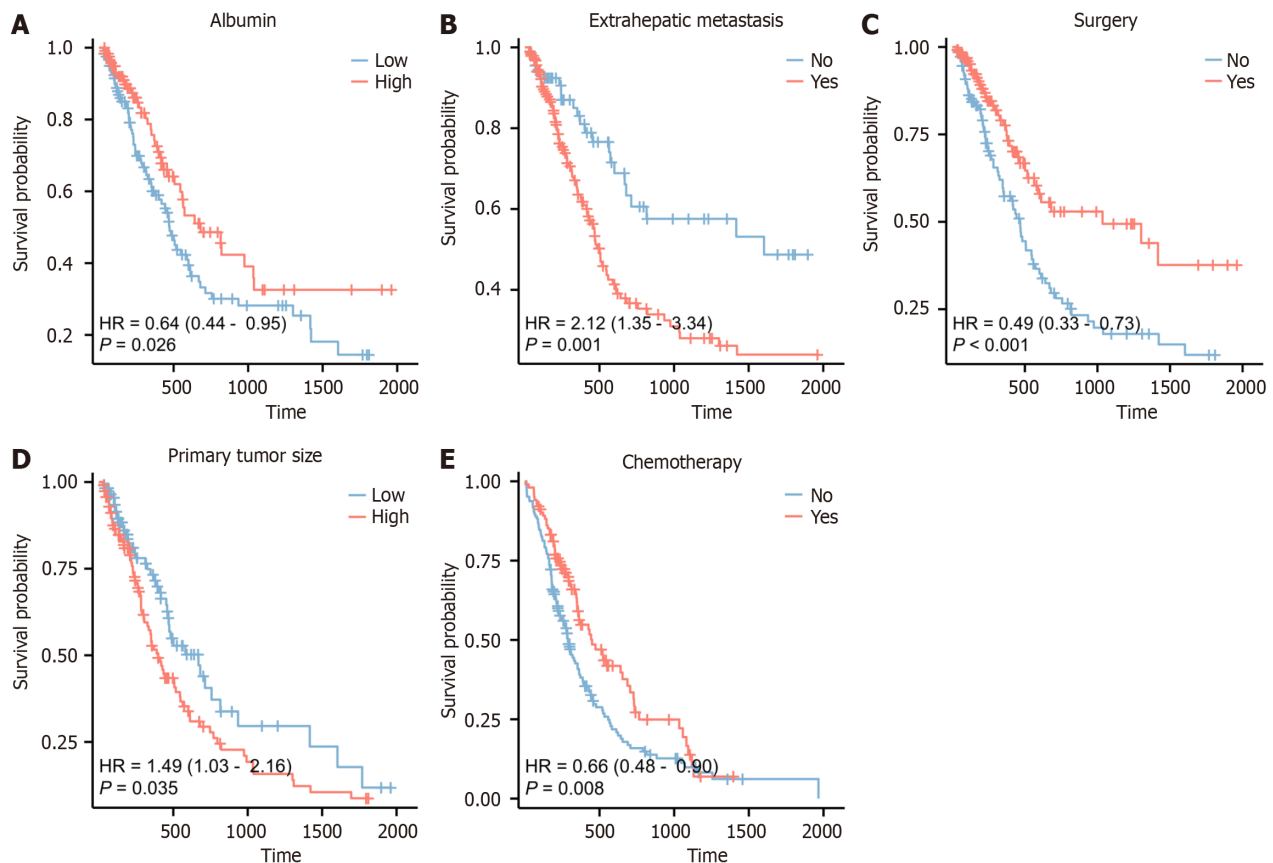 A
Albumin
1.0
0.8
0.6
0.4
0.2
Survival probability
Low
High
HR = 0.64 (0.44 - 0.95)
P = 0.026
500 1000 1500 2000
Time
B
Extrahepatic metastasis
1.0
0.8
0.6
0.4
Survival probability
No
Yes
HR = 2.12 (1.35 - 3.34)
P = 0.001
500 1000 1500 2000
Time
C
Surgery
1.00
0.75
0.50
0.25
Survival probability
No
Yes
HR = 0.49 (0.33 - 0.73)
P < 0.001
500 1000 1500 2000
Time
D
Primary tumor size
1.00
0.75
0.50
0.25
Survival probability
Low
High
HR = 1.49 (1.03 - 2.16)
P = 0.035
500 1000 1500 2000
Time
E
Chemotherapy
1.00
0.75
0.50
0.25
0.00
Survival probability
No
Yes
HR = 0.66 (0.48 - 0.90)
P = 0.008
500 1000 1500 2000
Time